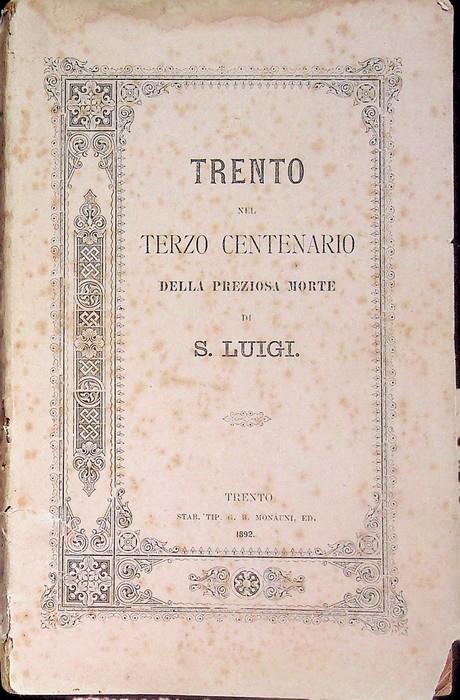 TRENTO
NEL
TERZO CENTENARIO
DELLA PREZIOSA MORTE
DI
S. LUIGI.
TRENTO
STAB. TIP. G. B. MONAUNI, ED.
1892.